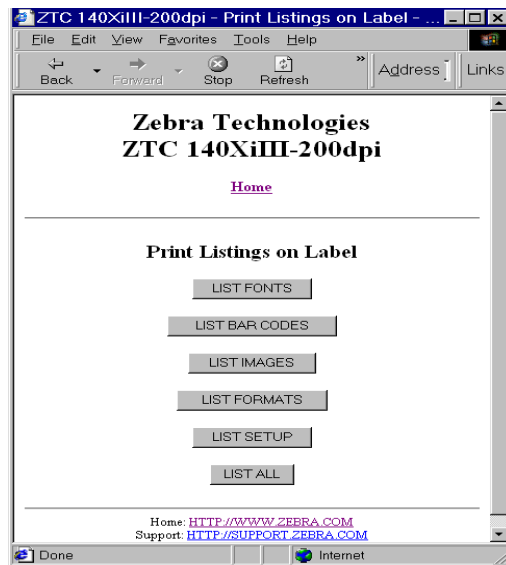 ZTC 140XiIII-200dpi - Print Listings on Label - ...
File Edit View Favorites Tools Help
Back Forward Stop Refresh » Address Links
Zebra Technologies
ZTC 140XiIII-200dpi
Home
Print Listings on Label
LIST FONTS
LIST BAR CODES
LIST IMAGES
LIST FORMATS
LIST SETUP
LIST ALL
Home: HTTP://WWW.ZEBRA.COM
Support: HTTP://SUPPORT.ZEBRA.COM
Done Internet